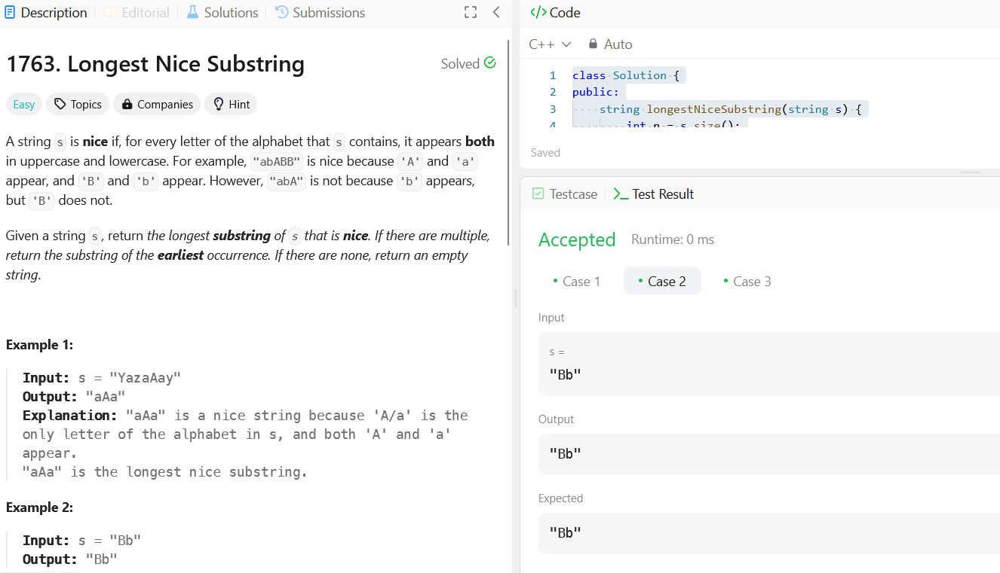 Description
Editorial
Solutions
Submissions
1763. Longest Nice Substring
Solved
Easy
Topics
Companies
Hint
A string s is nice if, for every letter of the alphabet that s contains, it appears both
in uppercase and lowercase. For example, "abABB" is nice because 'A' and 'a'
appear, and 'B' and 'b' appear. However, "abA" is not because 'b' appears,
but 'B' does not.
Given a string s, return the longest substring of s that is nice. If there are multiple,
return the substring of the earliest occurrence. If there are none, return an empty
string.
Example 1:
Input: s = "YazaAay"
Output: "aAa"
Explanation: "aAa" is a nice string because 'A/a' is the
only letter of the alphabet in s, and both 'A' and 'a'
appear.
"aAa" is the longest nice substring.
Example 2:
Input: s = "Bb"
Output: "Bb"
</> Code
C++
Auto
1 class Solution {
2 public:
3 string longestNiceSubstring(string s) {
4 int n = s.size();
Saved
Testcase
>_ Test Result
Accepted
Runtime: 0 ms
• Case 1
• Case 2
• Case 3
Input
s =
"Bb"
Output
"Bb"
Expected
"Bb"